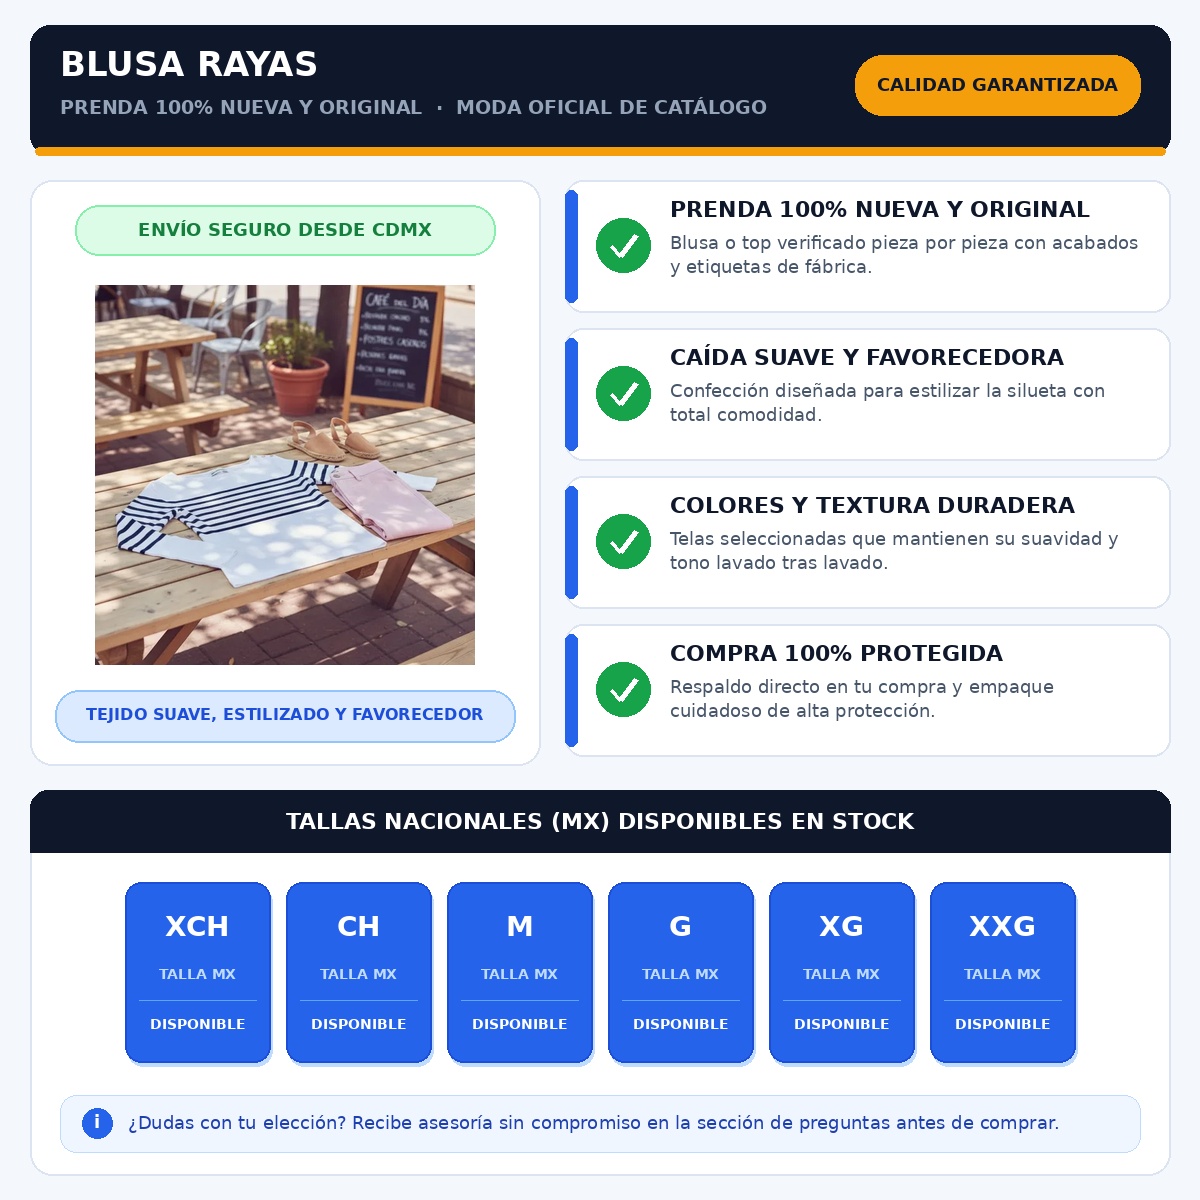 BLUSA RAYAS
PRENDA 100% NUEVA Y ORIGINAL · MODA OFICIAL DE CATÁLOGO
CALIDAD GARANTIZADA
ENVÍO SEGURO DESDE CDMX
CAFÉ DEL DÍA
TEJIDO SUAVE, ESTILIZADO Y FAVORECEDOR
PRENDA 100% NUEVA Y ORIGINAL
Blusa o top verificado pieza por pieza con acabados
y etiquetas de fábrica.
CAÍDA SUAVE Y FAVORECEDORA
Confección diseñada para estilizar la silueta con
total comodidad.
COLORES Y TEXTURA DURADERA
Telas seleccionadas que mantienen su suavidad y
tono lavado tras lavado.
COMPRA 100% PROTEGIDA
Respaldo directo en tu compra y empaque
cuidadoso de alta protección.
TALLAS NACIONALES (MX) DISPONIBLES EN STOCK
XCH
TALLA MX
DISPONIBLE
CH
TALLA MX
DISPONIBLE
M
TALLA MX
DISPONIBLE
G
TALLA MX
DISPONIBLE
XG
TALLA MX
DISPONIBLE
XXG
TALLA MX
DISPONIBLE
i
¿Dudas con tu elección? Recibe asesoría sin compromiso en la sección de preguntas antes de comprar.